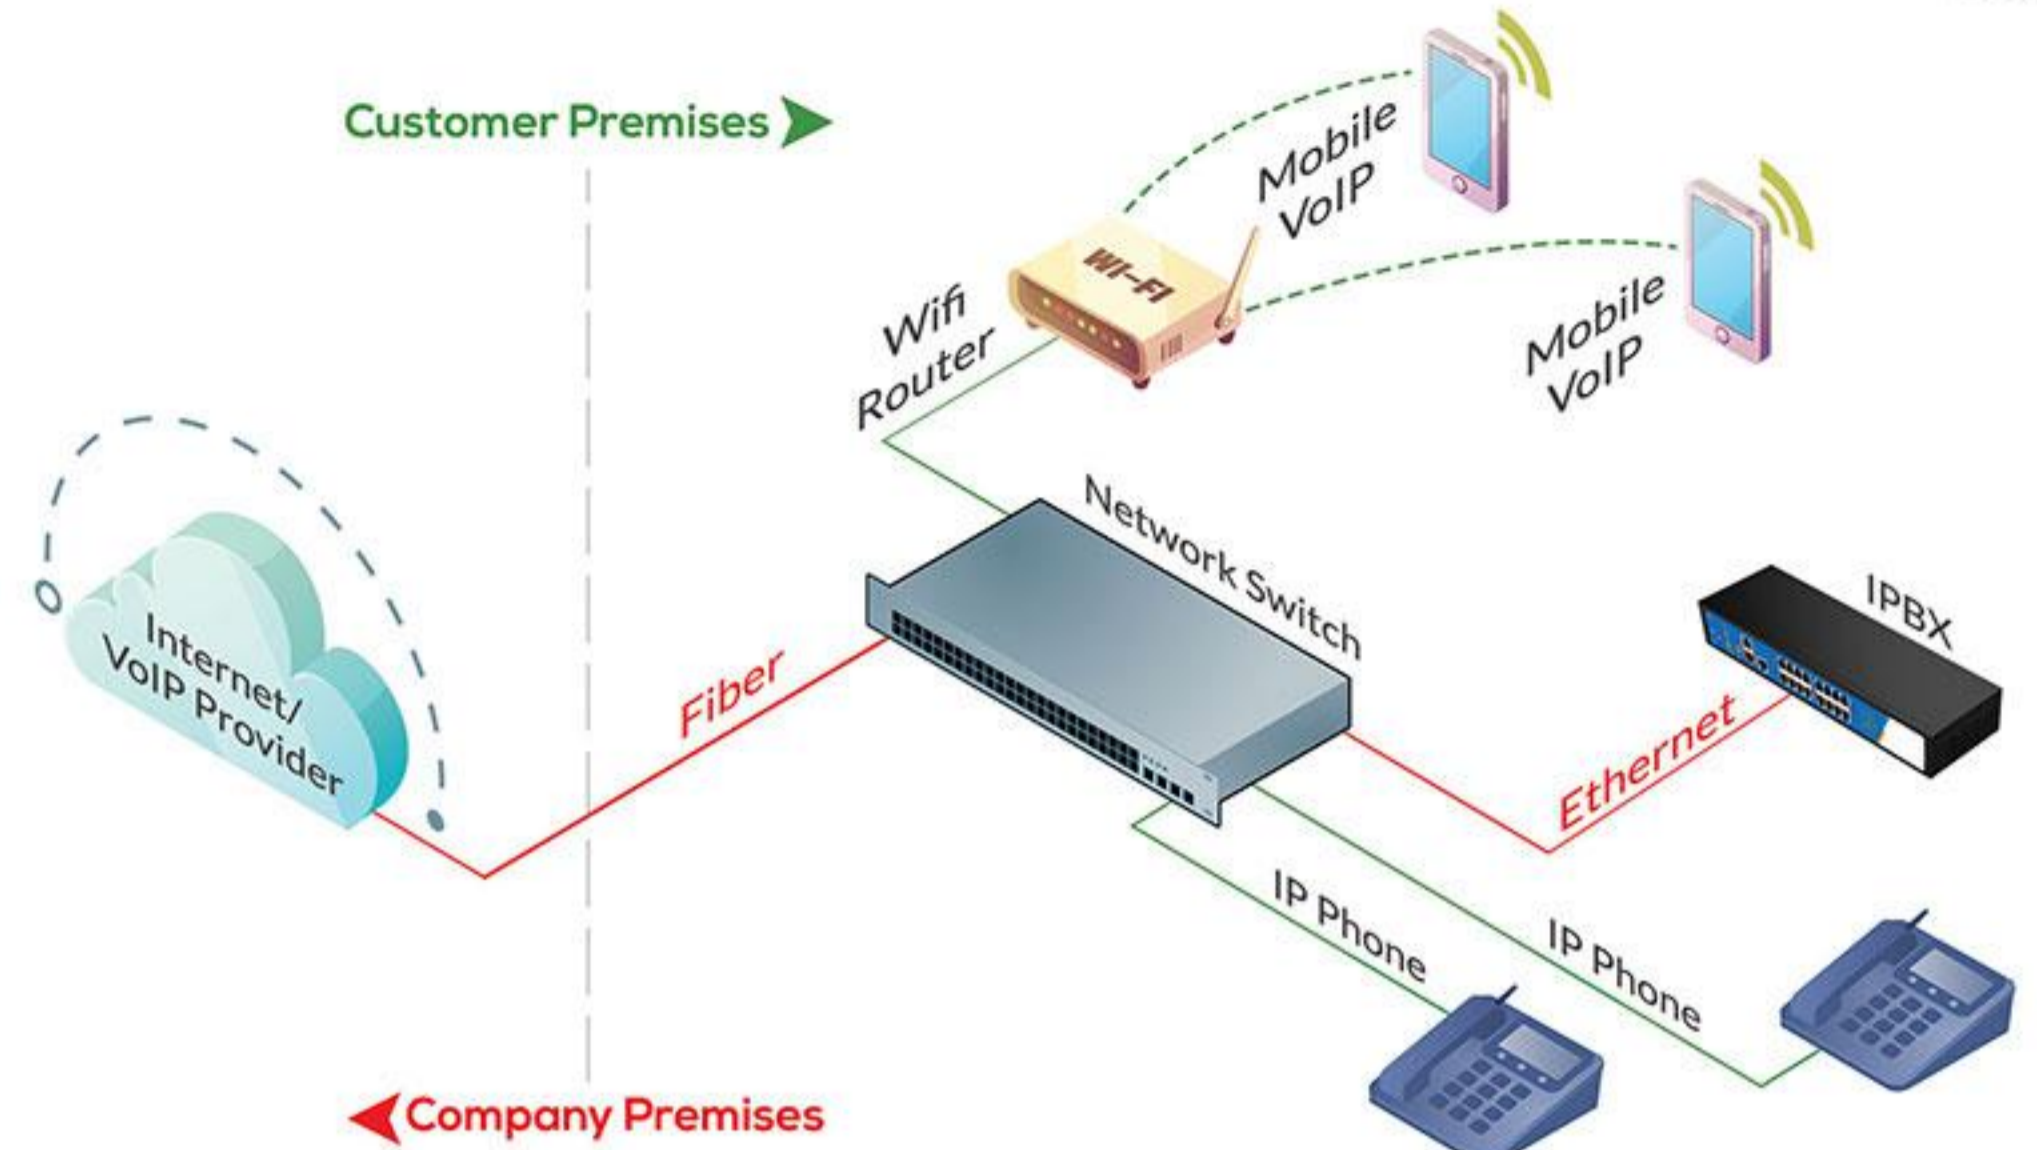 Customer Premises
Mobile
VoIP
Mobile
VoIP
WI-FI
Wifi
Router
Network Switch
IPBX
Internet/
VoIP Provider
Fiber
Ethernet
IP Phone
IP Phone
Company Premises